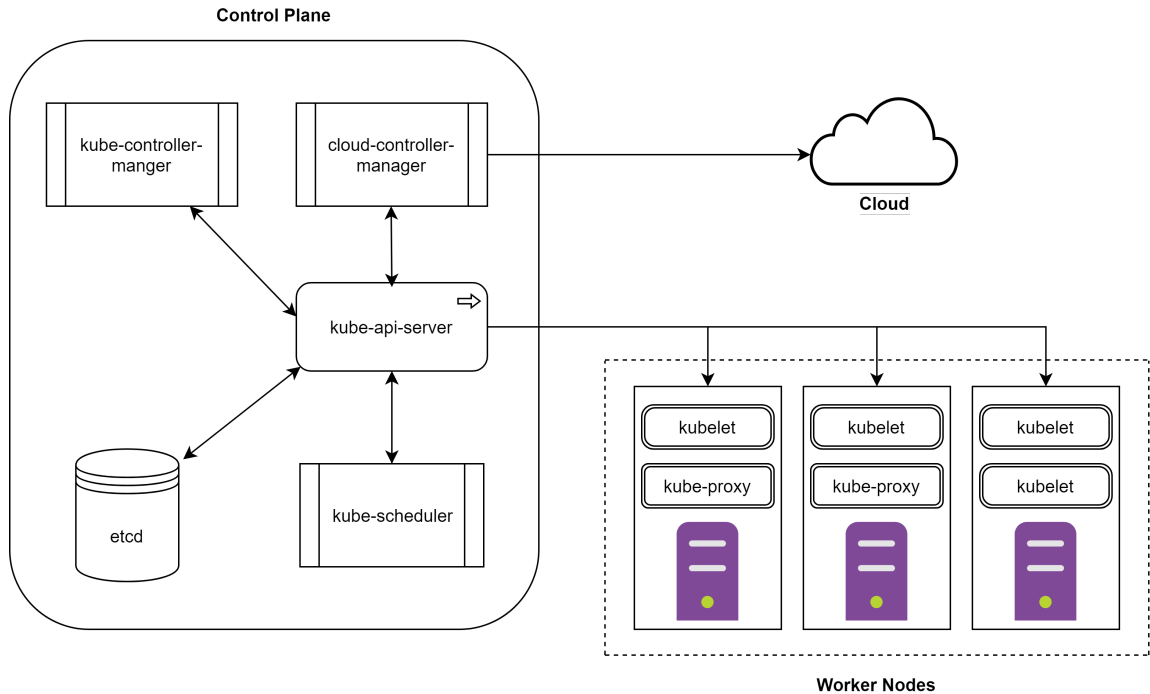 Control Plane
kube-controller-
manger
cloud-controller-
manager
Cloud
kube-api-server
etcd
kube-scheduler
kubelet
kubelet
kubelet
kube-proxy
kube-proxy
kubelet
Worker Nodes